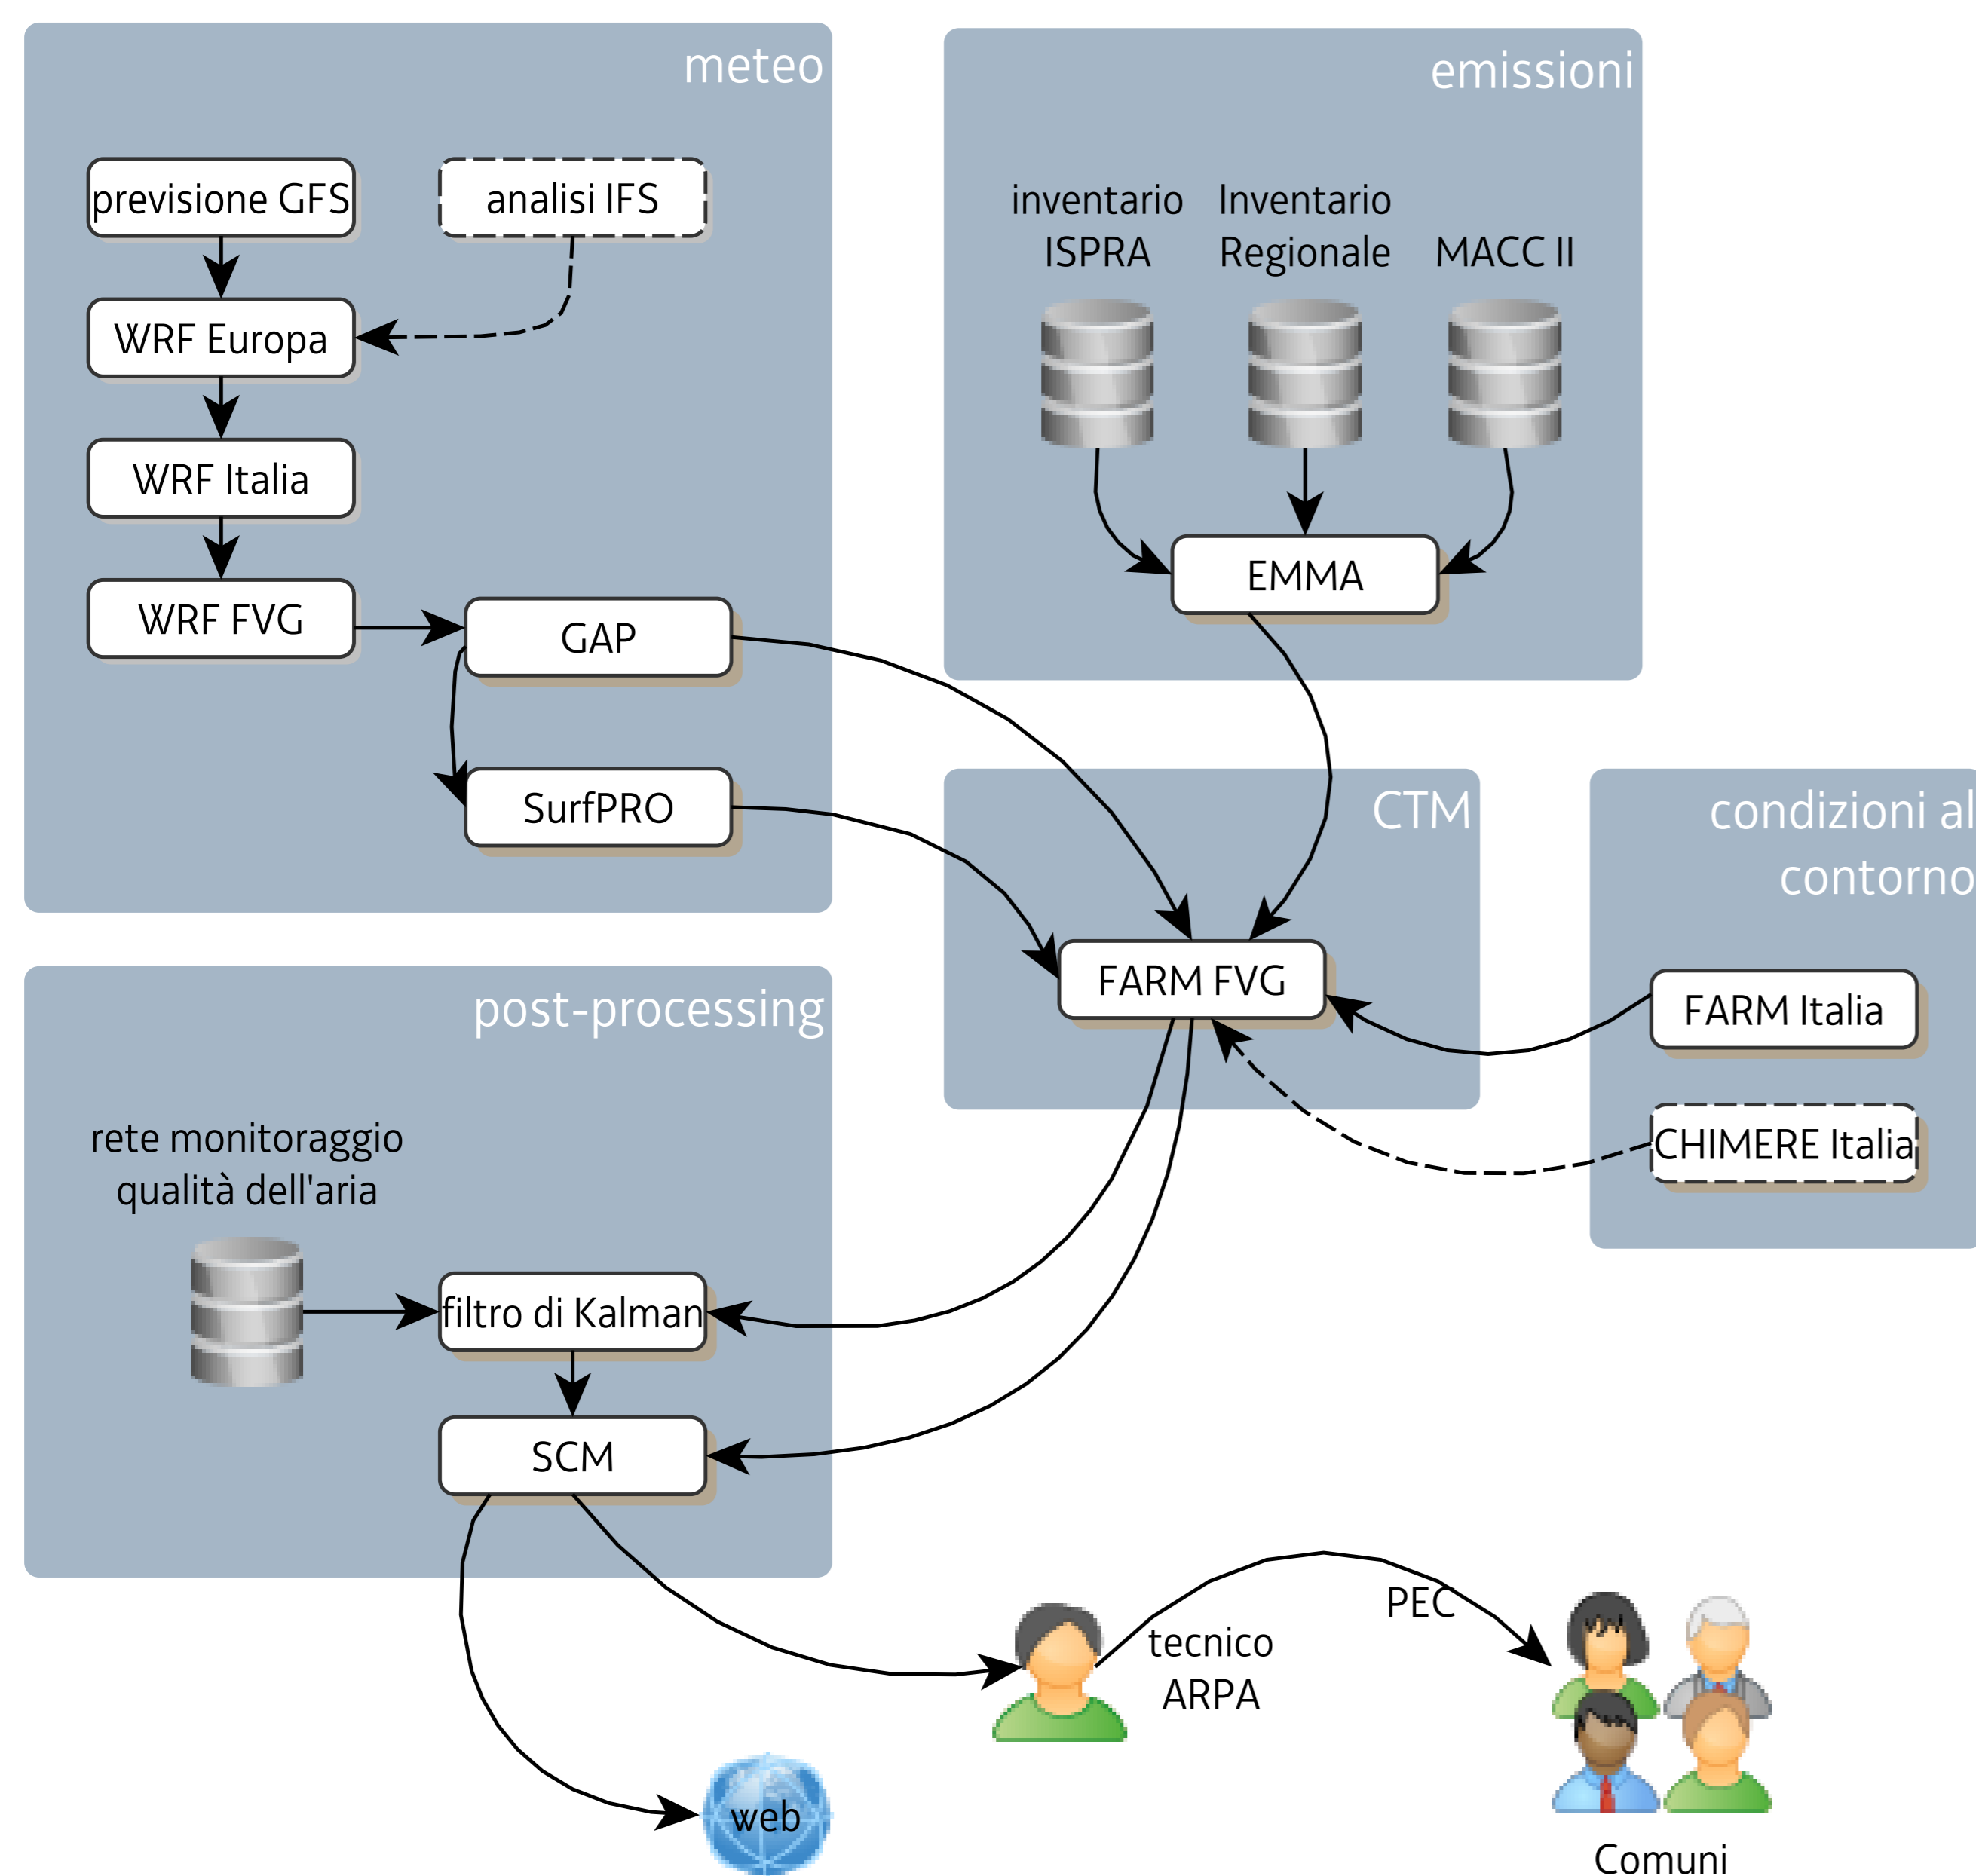 meteo
previsione GFS
analisi IFS
WRF Europa
WRF Italia
WRF FVG
GAP
SurfPRO
emissioni
inventario
ISPRA
Inventario
Regionale
MACC II
EMMA
CTM
FARM FVG
condizioni al
contorno
FARM Italia
CHIMERE Italia
post-processing
rete monitoraggio
qualità dell'aria
filtro di Kalman
SCM
PEC
tecnico
ARPA
web
Comuni